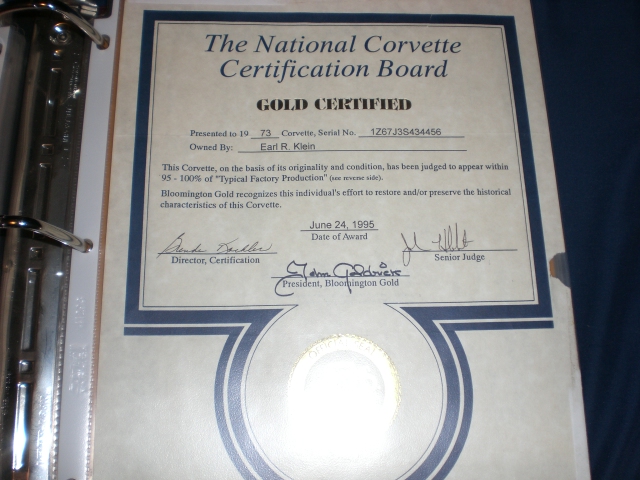 The National Corvette
Certification Board
GOLD CERTIFIED
Presented to 19 73 Corvette, Serial No. 1Z67J3S434456
Owned By: Earl R. Klein
This Corvette, on the basis of its originality and condition, has been judged to appear within
95 - 100% of "Typical Factory Production" (see reverse side).
Bloomington Gold recognizes this individual's effort to restore and/or preserve the historical
characteristics of this Corvette.
June 24, 1995
Date of Award
Director, Certification
Senior Judge
President, Bloomington Gold